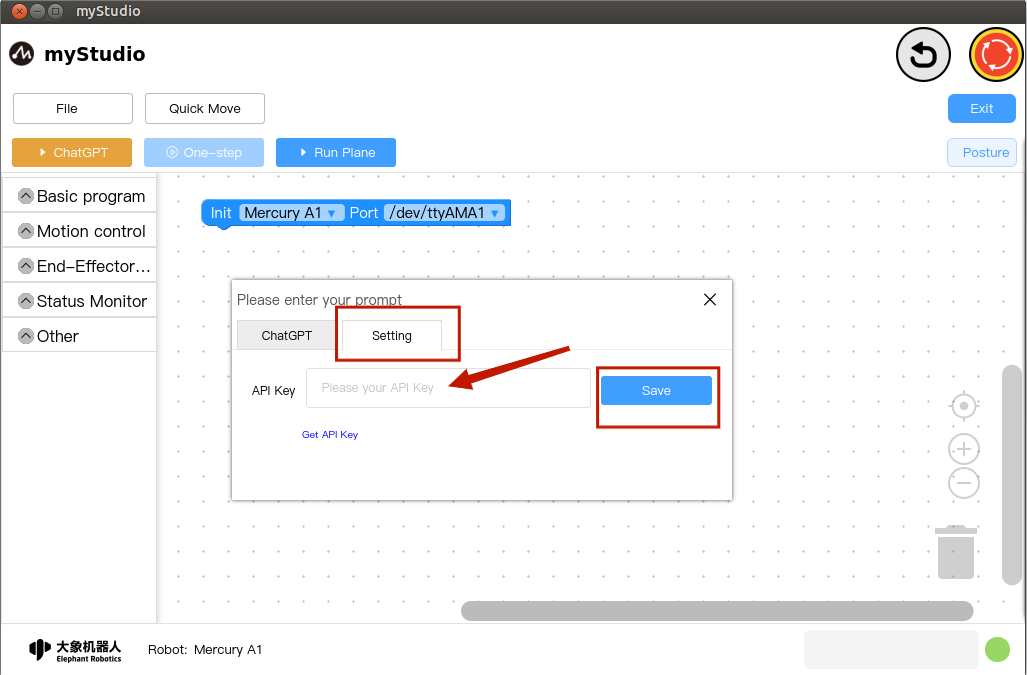 myStudio
myStudio
File
Quick Move
Exit
ChatGPT
One-step
Run Plane
Posture
Basic program
Motion control
End-Effector...
Status Monitor
Other
Init Mercury A1 Port /dev/ttyAMA1
Please enter your prompt
ChatGPT
Setting
API Key
Please your API Key
Save
Get API Key
大象机器人
Elephant Robotics
Robot: Mercury A1